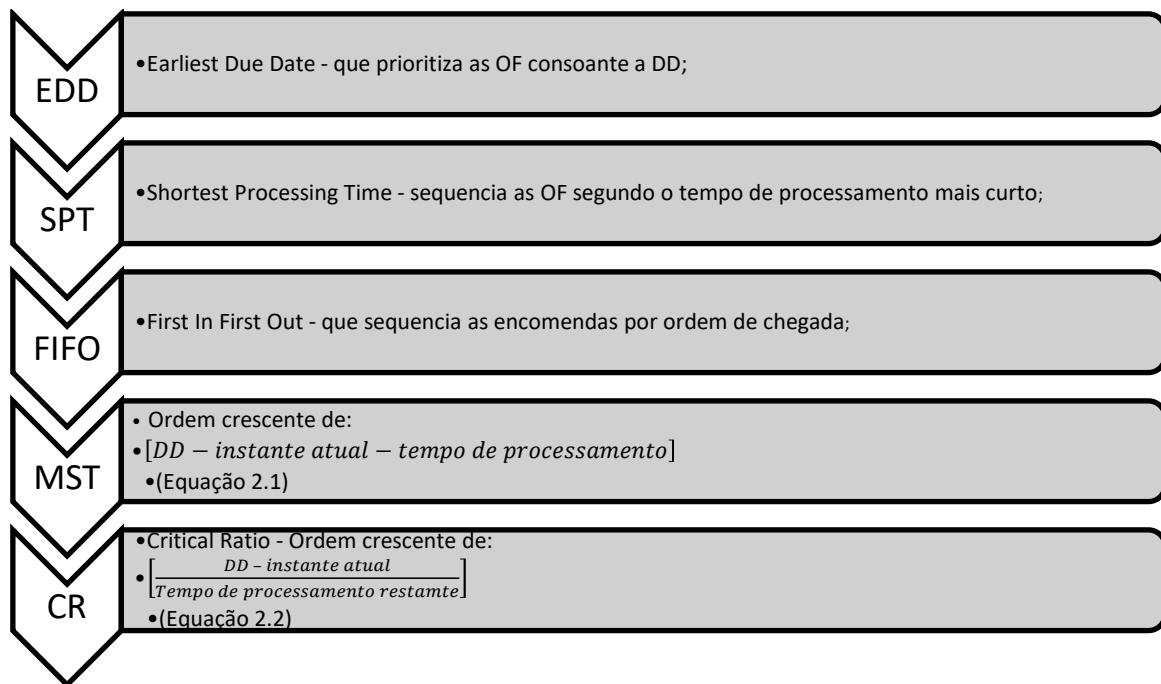 EDD
•Earliest Due Date - que prioritiza as OF consoante a DD;
SPT
•Shortest Processing Time - sequencia as OF segundo o tempo de processamento mais curto;
FIFO
•First In First Out - que sequencia as encomendas por ordem de chegada;
MST
• Ordem crescente de:
•[DD − instante atual − tempo de processamento]
•(Equação 2.1)
CR
•Critical Ratio - Ordem crescente de:
•[DD – instante atual
Tempo de processamento restamte]
•(Equação 2.2)